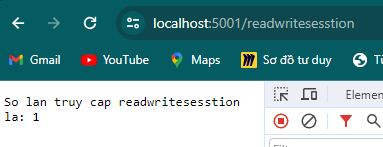 localhost:5001/readwritesesstion
Gmail
YouTube
Maps
Sơ đồ tư duy
So lan truy cap readwritesesstion
la: 1
Elemen